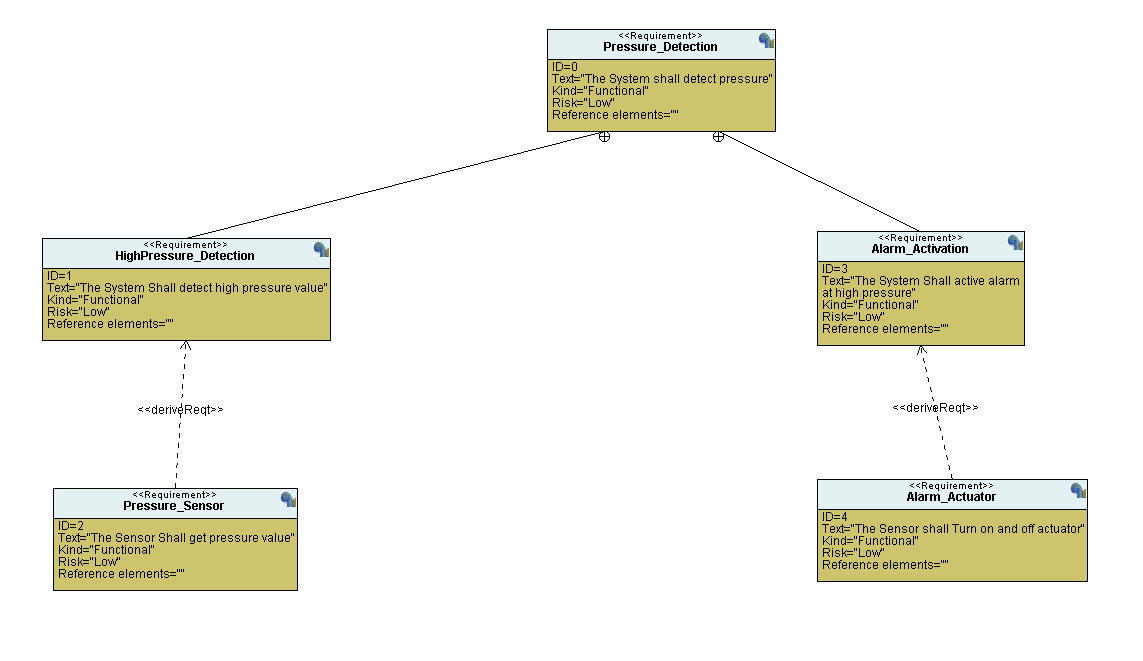 <<Requirement>>
Pressure_Detection
ID=0
Text="The System shall detect pressure"
Kind="Functional"
Risk="Low"
Reference elements=""
<<Requirement>>
HighPressure_Detection
ID=1
Text="The System Shall detect high pressure value"
Kind="Functional"
Risk="Low"
Reference elements=""
<<Requirement>>
Alarm_Activation
ID=3
Text="The System Shall active alarm
at high pressure"
Kind="Functional"
Risk="Low"
Reference elements=""
<<deriveReqt>>
<<deriveReqt>>
<<Requirement>>
Pressure_Sensor
ID=2
Text="The Sensor Shall get pressure value"
Kind="Functional"
Risk="Low"
Reference elements=""
<<Requirement>>
Alarm_Actuator
ID=4
Text="The Sensor shall Turn on and off actuator"
Kind="Functional"
Risk="Low"
Reference elements=""